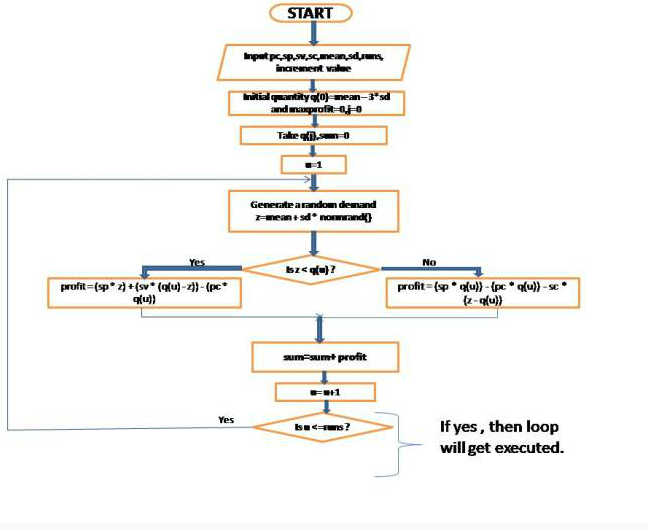 START
Input pc,sp,sv,sc,mean,sd,runs,
increment value
Initial quantity q(0)=mean-3*sd
and maxprofit=0,j=0
Take q(j),sum=0
u=1
Generate a random demand
z=mean+sd* normrand()
Is z < q(u) ?
Yes
No
profit=(sp* z) +(sv* (q(u)-z))-(pc*
q(u))
profit= (sp * q(u)) - (pc * q(u)) - sc *
(z - q(u))
sum=sum+ profit
u=u+1
Is u <=runs ?
Yes
If yes , then loop
will get executed.